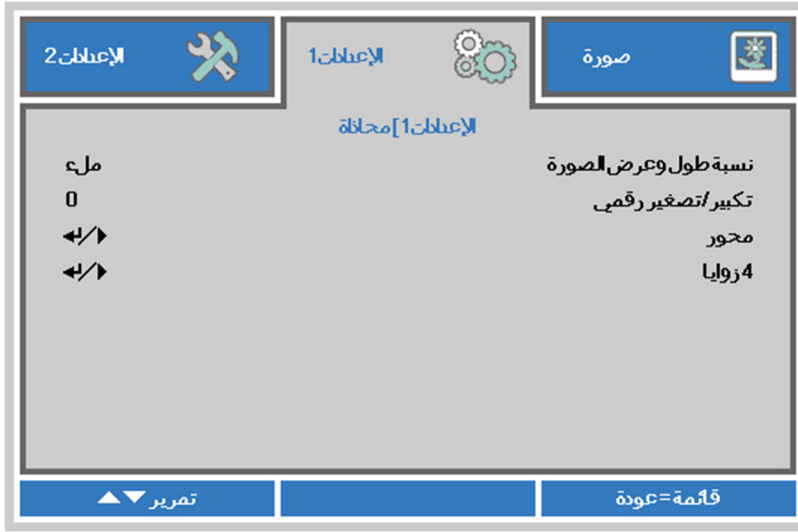 صورة
الإعدادات1
الإعدادات2
الإعدادات1] محاذاة
نسبة طول وعرض الصورة ملء
تكبير/تصغير رقمي 0
محور
4 زوايا
قائمة=عودة
تمرير▼▲